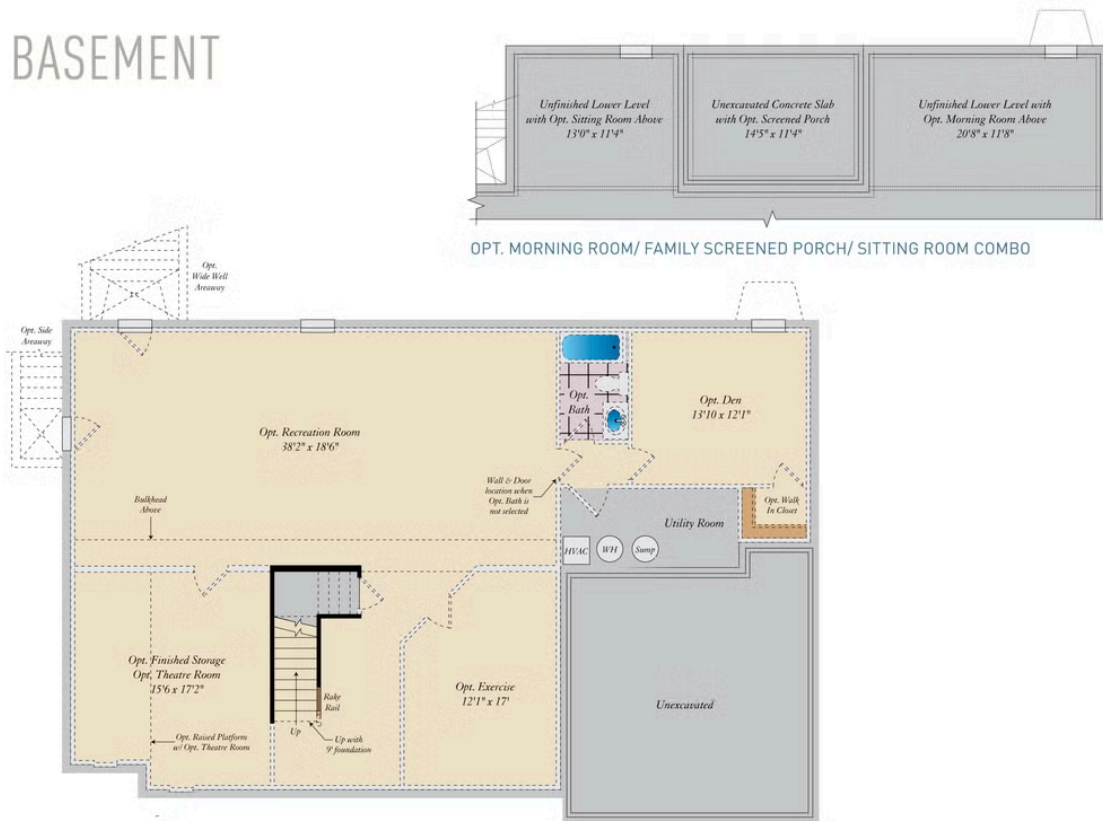 BASEMENT
Unfinished Lower Level
with Opt. Sitting Room Above
13'0" x 11'4"
Unexcavated Concrete Slab
with Opt. Screened Porch
14'5" x 11'4"
Unfinished Lower Level with
Opt. Morning Room Above
20'8" x 11'8"
OPT. MORNING ROOM/ FAMILY SCREENED PORCH/ SITTING ROOM COMBO
Opt.
Wide Well
Areaway
Opt. Side
Areaway
Opt. Recreation Room
38'2" x 18'6"
Opt.
Bath
Opt. Den
13'10 x 12'1"
Bulkhead
Above
Wall & Door
location when
Opt. Bath is
not selected
Opt. Walk
In Closet
Utility Room
HVAC
WH
Sump
Opt. Finished Storage
Opt. Theatre Room
15'6 x 17'2"
Opt. Exercise
12'1" x 17'
Rake
Rail
Unexcavated
Up
Up with
9' foundation
Opt. Raised Platform
w/ Opt. Theatre Room